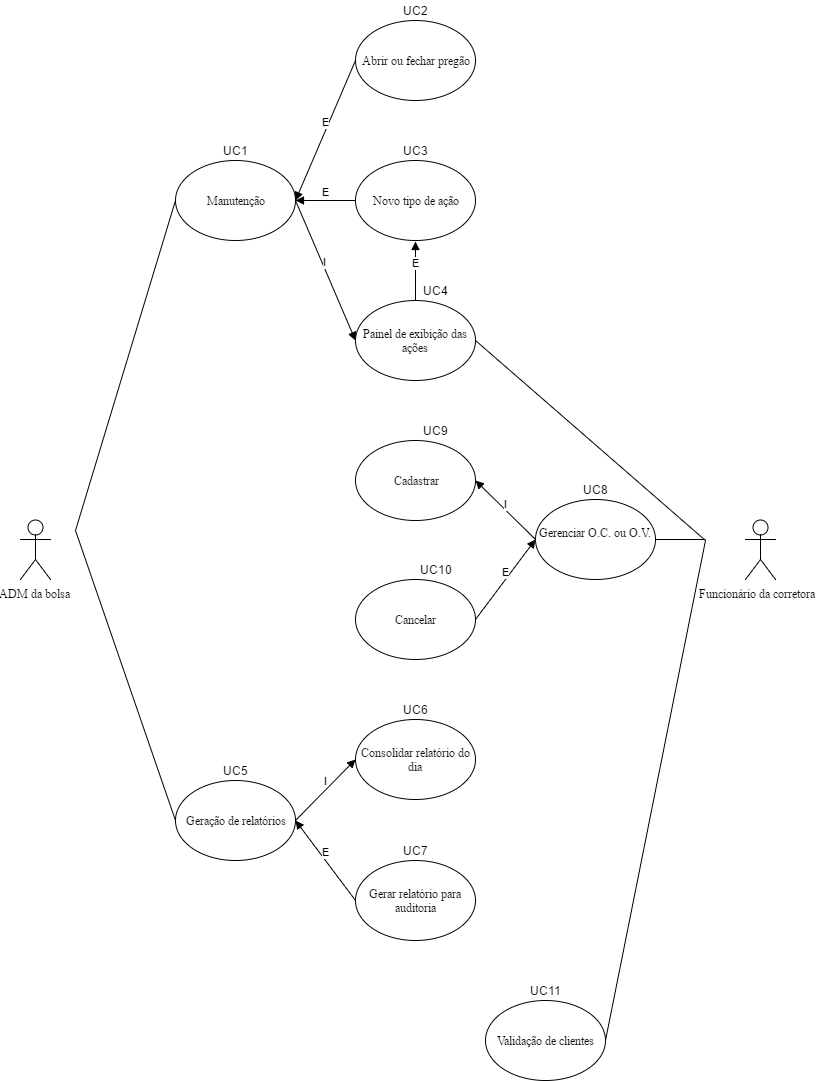 UC2
Abrir ou fechar pregão
E
UC1
Manutenção
UC3
E
Novo tipo de ação
I
E
UC4
Painel de exibição das
ações
UC9
Cadastrar
UC8
I
Gerenciar O.C. ou O.V.
UC10
E
Cancelar
ADM da bolsa
Funcionário da corretora
UC6
Consolidar relatório do
dia
UC5
I
Geração de relatórios
UC7
E
Gerar relatório para
auditoria
UC11
Validação de clientes